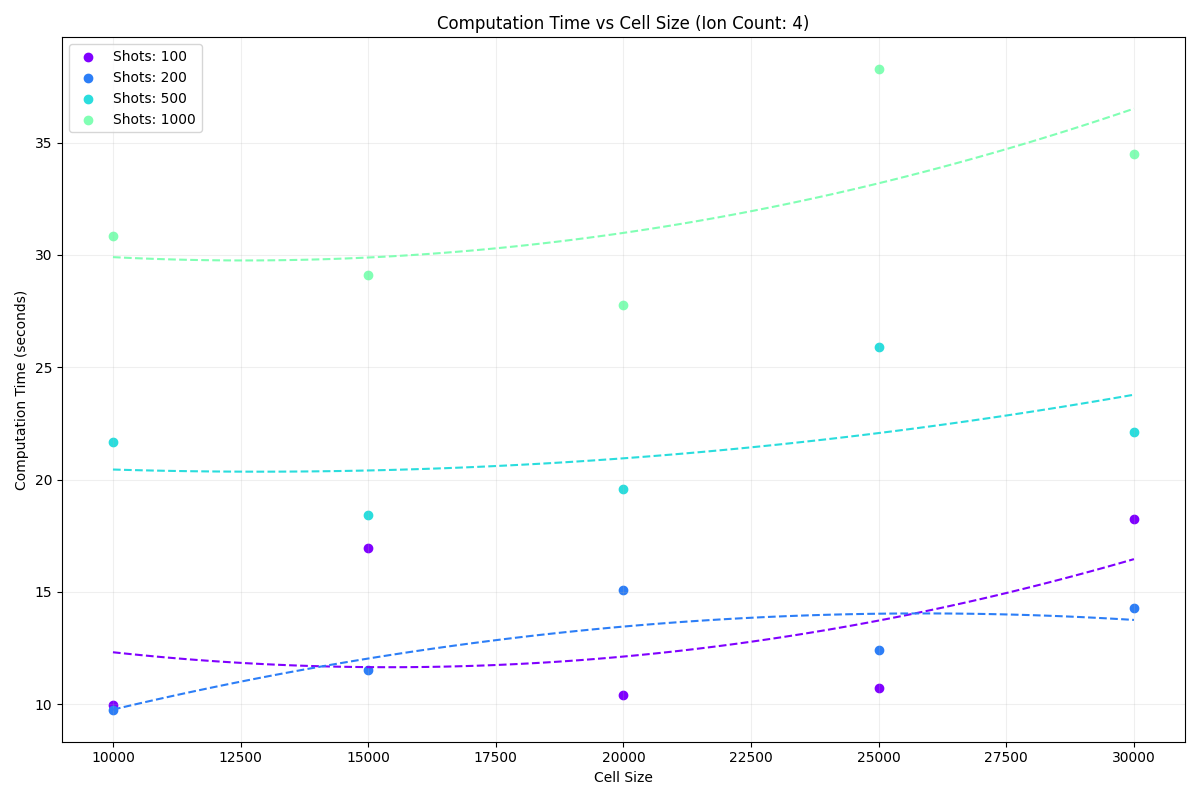 Computation Time vs Cell Size (Ion Count: 4)
Shots: 100
Shots: 200
Shots: 500
Shots: 1000
Computation Time (seconds)
35
30
25
20
15
10
10000 12500 15000 17500 20000 22500 25000 27500 30000
Cell Size